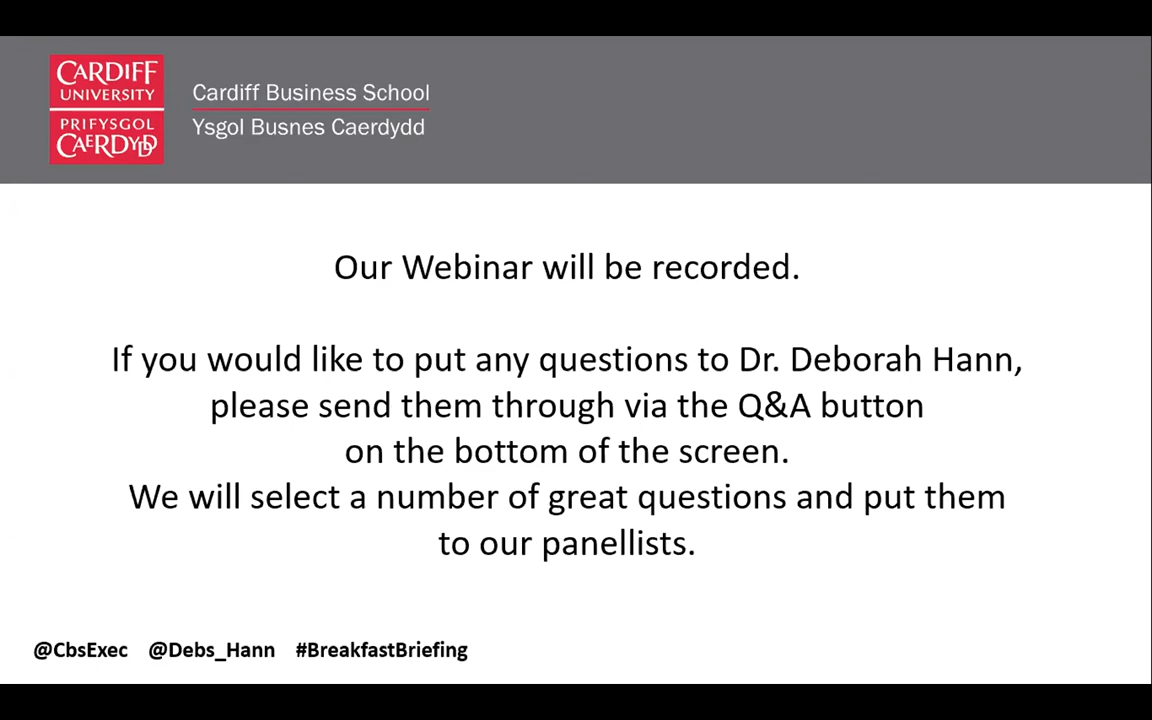 CARDIFF
UNIVERSITY
PRIFYSGOL
CAERDYDD
Cardiff Business School
Ysgol Busnes Caerdydd
Our Webinar will be recorded.
If you would like to put any questions to Dr. Deborah Hann,
please send them through via the Q&A button
on the bottom of the screen.
We will select a number of great questions and put them
to our panellists.
@CbsExec @Debs_Hann #BreakfastBriefing